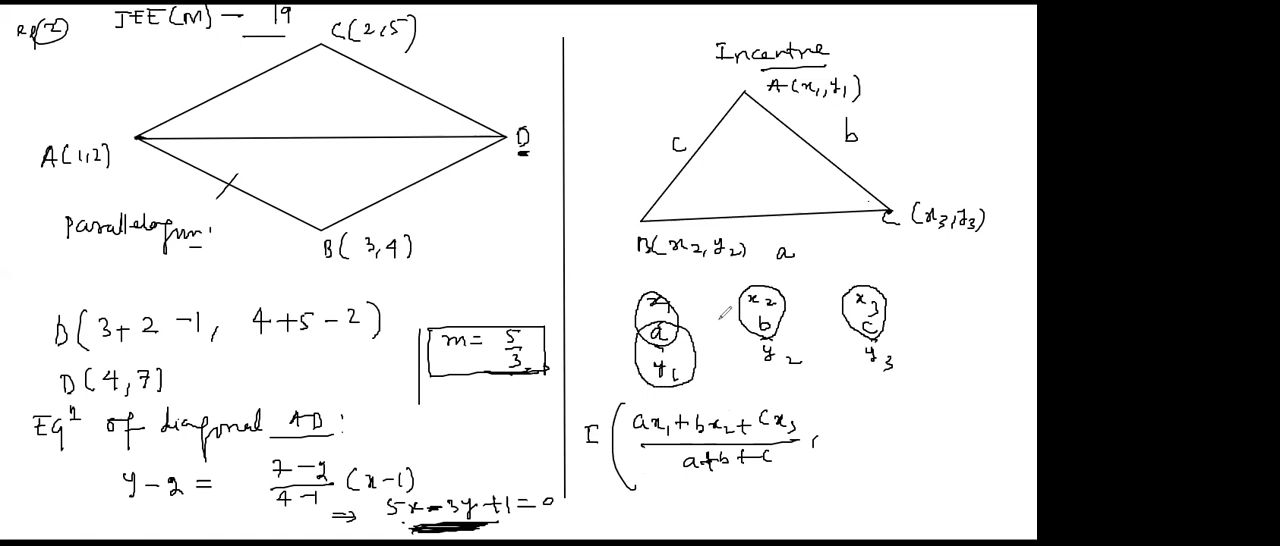 JEE(M) - 19
C(2,5)
A(1,2)
D
Parallelogm.
B(3,4)
B(3+2-1, 4+5-2)
D(4,7)
m = 5/3
Eqⁿ of diagonal AD:
y-2 = 7-2/4-1 (x-1)
⇒ 5x-3y+1=0
Incentre
A(x₁,y₁)
c
b
C (x₃,y₃)
B(x₂,y₂)
a
x₁ x₂ x₃
a b c
y₁ y₂ y₃
I ( ax₁+bx₂+cx₃/a+b+c ,